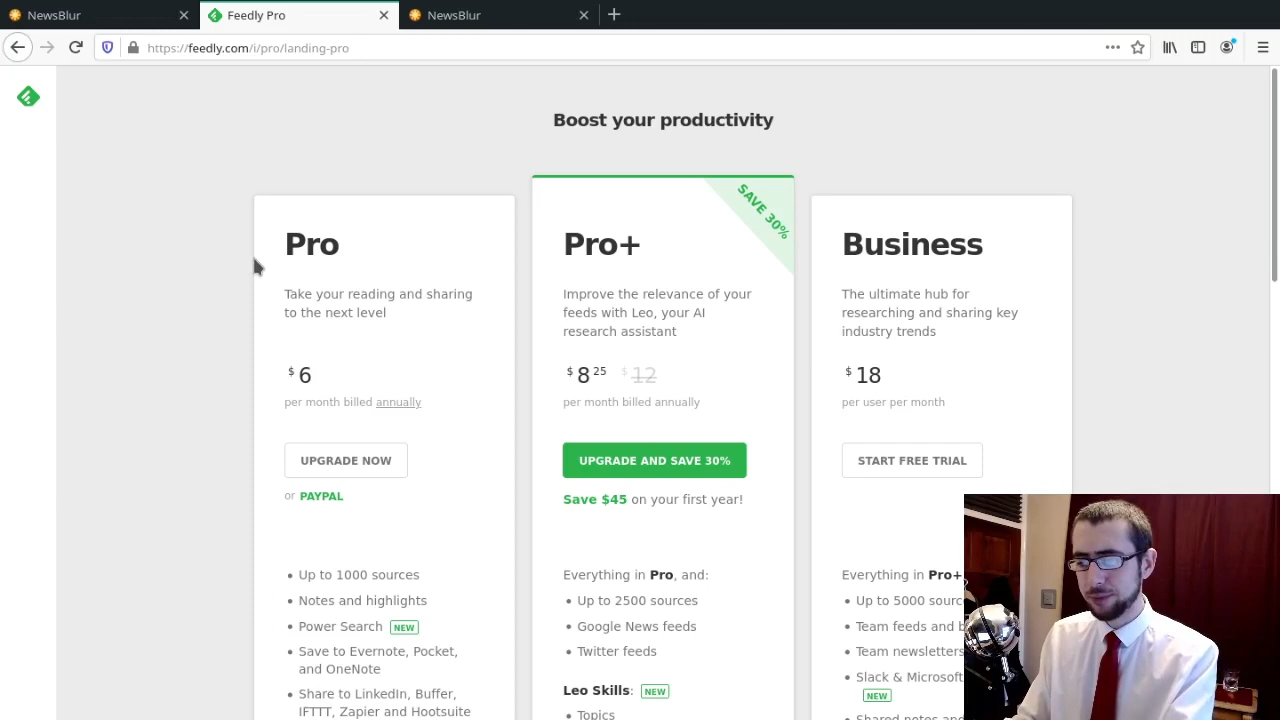 NewsBlur
Feedly Pro
NewsBlur
https://feedly.com/i/pro/landing-pro
Boost your productivity
Pro
Take your reading and sharing
to the next level
$ 6
per month billed annually
UPGRADE NOW
or PAYPAL
Up to 1000 sources
Notes and highlights
Power Search NEW
Save to Evernote, Pocket,
and OneNote
Share to LinkedIn, Buffer,
IFTTT, Zapier and Hootsuite
SAVE 30%
Pro+
Improve the relevance of your
feeds with Leo, your AI
research assistant
$ 8 25 $ 12
per month billed annually
UPGRADE AND SAVE 30%
Save $45 on your first year!
Everything in Pro, and:
Up to 2500 sources
Google News feeds
Twitter feeds
Leo Skills: NEW
Topics
Business
The ultimate hub for
researching and sharing key
industry trends
$ 18
per user per month
START FREE TRIAL
Everything in Pro+
Up to 5000
Team feeds and
Team newsletters
Slack & Microsoft
NEW